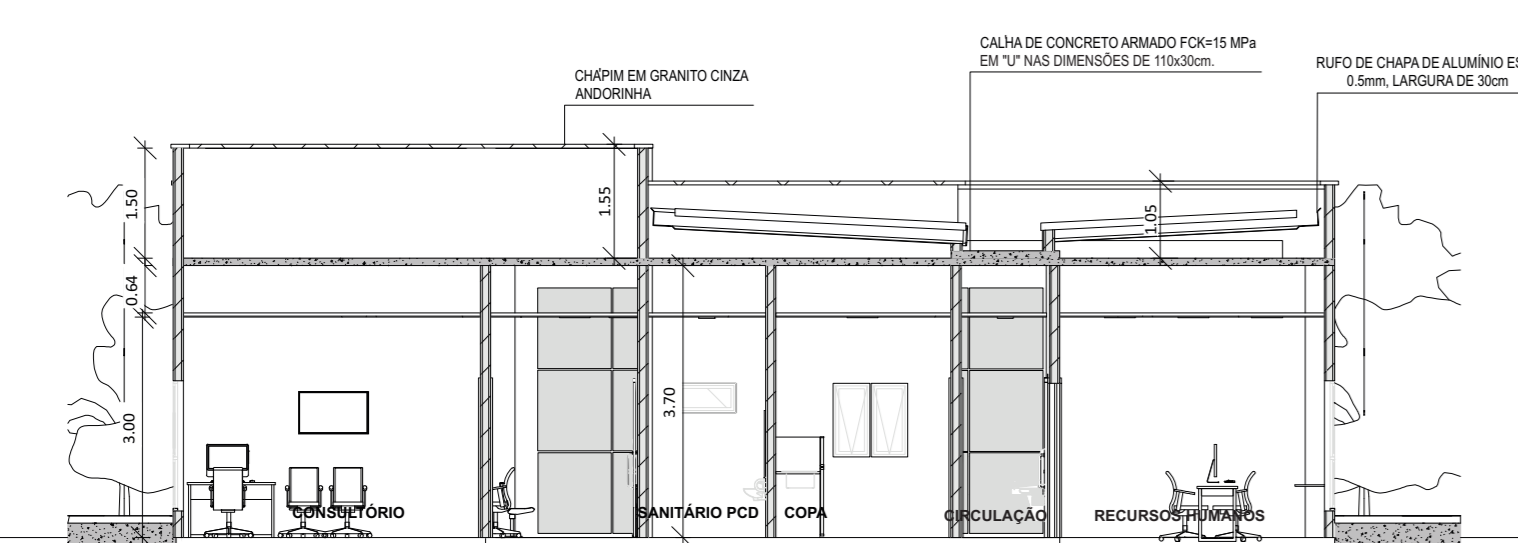 CALHA DE CONCRETO ARMADO FCK=15 MPa
EM "U" NAS DIMENSÕES DE 110x30cm.
RUFO DE CHAPA DE ALUMÍNIO ES
0.5mm, LARGURA DE 30cm
CHAPIM EM GRANITO CINZA
ANDORINHA
1.50
1.55
1.05
0.64
3.00
3.70
CONSULTÓRIO
SANITÁRIO PCD
COPA
CIRCULAÇÃO
RECURSOS HUMANOS